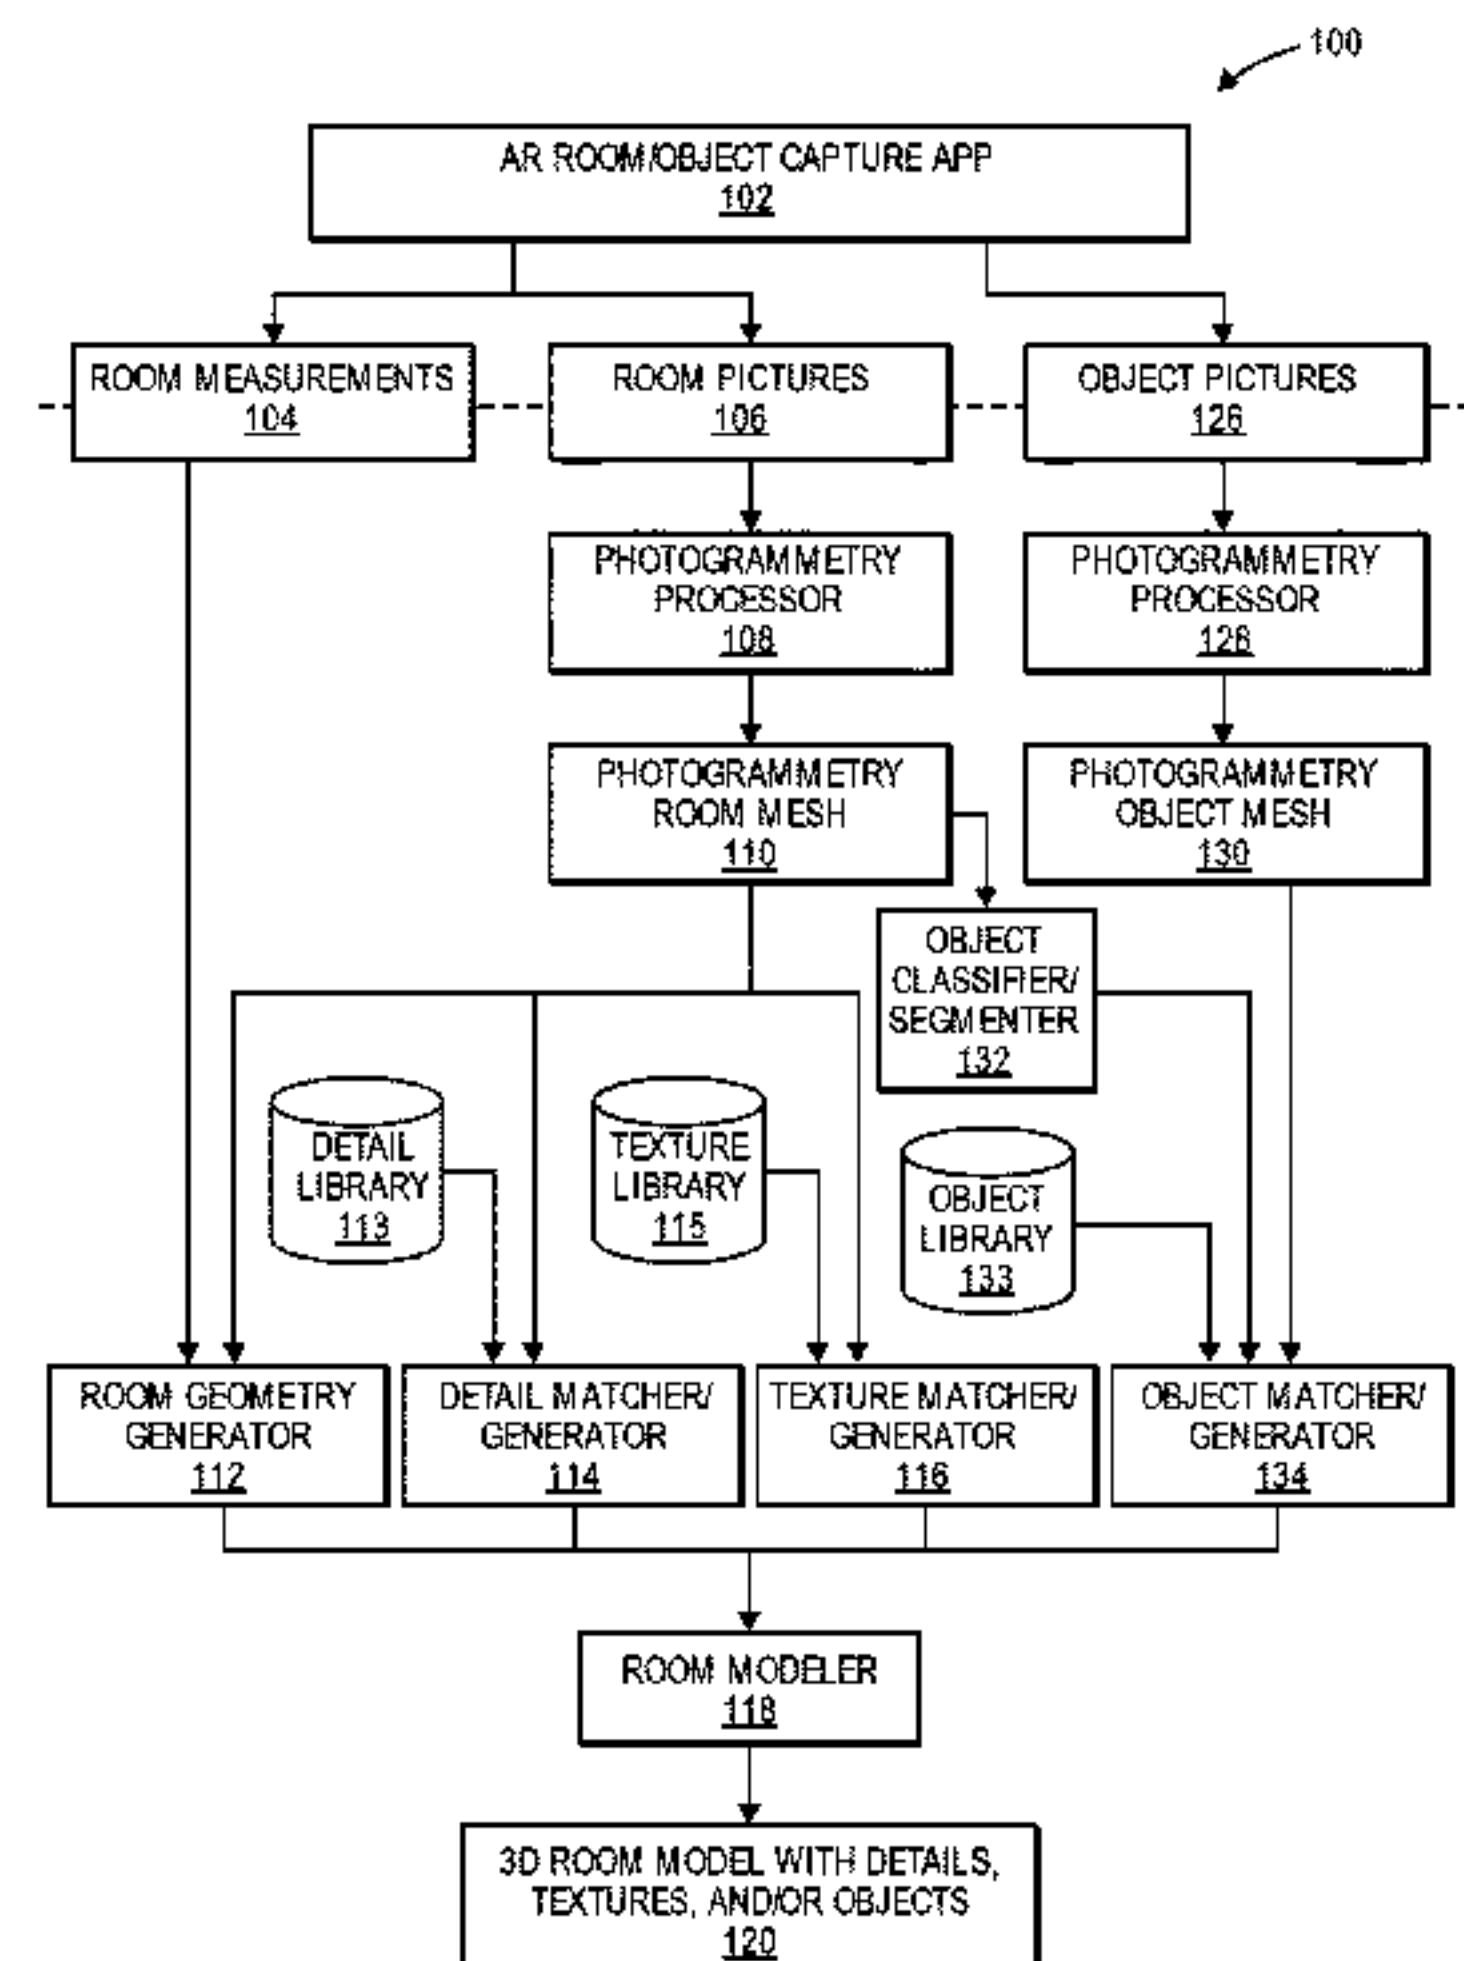 100
AR ROOM/OBJECT CAPTURE APP
102
ROOM MEASUREMENTS
104
ROOM PICTURES
106
OBJECT PICTURES
126
PHOTOGRAMMETRY
PROCESSOR
108
PHOTOGRAMMETRY
PROCESSOR
128
PHOTOGRAMMETRY
ROOM MESH
110
PHOTOGRAMMETRY
OBJECT MESH
130
OBJECT
CLASSIFIER/
SEGMENTER
132
DETAIL
LIBRARY
113
TEXTURE
LIBRARY
115
OBJECT
LIBRARY
133
ROOM GEOMETRY
GENERATOR
112
DETAIL MATCHER/
GENERATOR
114
TEXTURE MATCHER/
GENERATOR
116
OBJECT MATCHER/
GENERATOR
134
ROOM MODELER
118
3D ROOM MODEL WITH DETAILS,
TEXTURES, AND/OR OBJECTS
120